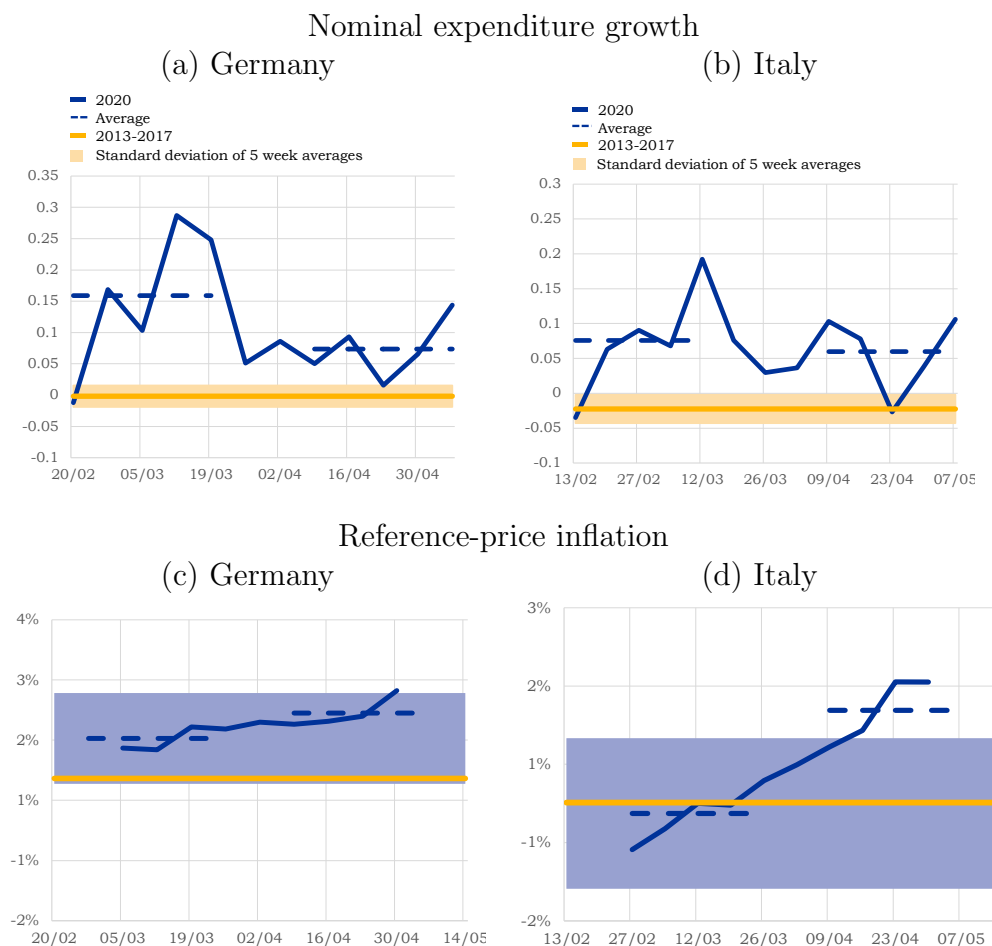 Nominal expenditure growth
(a) Germany
(b) Italy
2020
Average
2013-2017
Standard deviation of 5 week averages
0.35
0.3
0.25
0.2
0.15
0.1
0.05
0
-0.05
-0.1
20/02 05/03 19/03 02/04 16/04 30/04
2020
Average
2013-2017
Standard deviation of 5 week averages
0.3
0.25
0.2
0.15
0.1
0.05
0
-0.05
-0.1
13/02 27/02 12/03 26/03 09/04 23/04 07/05
Reference-price inflation
(c) Germany
(d) Italy
4%
3%
2%
1%
-1%
-2%
20/02 05/03 19/03 02/04 16/04 30/04 14/05
3%
2%
1%
-1%
-2%
13/02 27/02 12/03 26/03 09/04 23/04 07/05